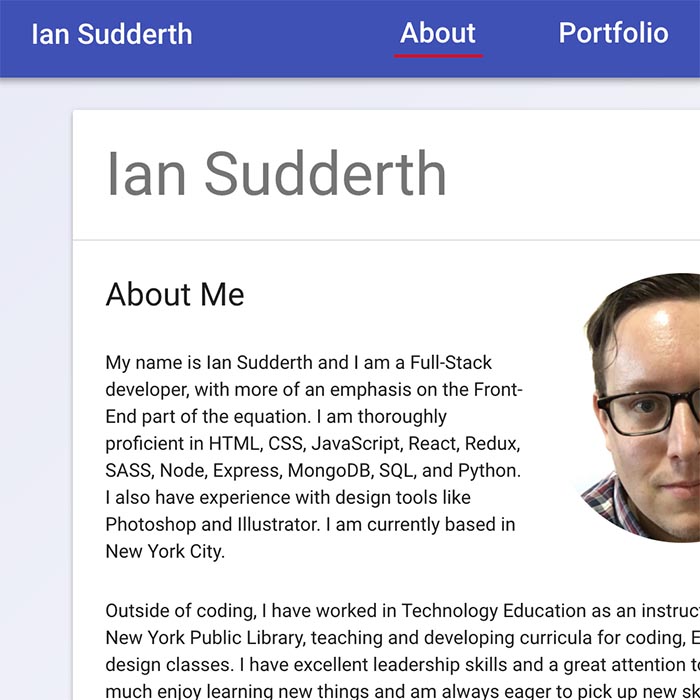 Ian Sudderth About Portfolio
Ian Sudderth
About Me
My name is Ian Sudderth and I am a Full-Stack
developer, with more of an emphasis on the Front-
End part of the equation. I am thoroughly
proficient in HTML, CSS, JavaScript, React, Redux,
SASS, Node, Express, MongoDB, SQL, and Python.
I also have experience with design tools like
Photoshop and Illustrator. I am currently based in
New York City.
Outside of coding, I have worked in Technology Education as an instruc
New York Public Library, teaching and developing curricula for coding, E
design classes. I have excellent leadership skills and a great attention t
much enjoy learning new things and am always eager to pick up new sk